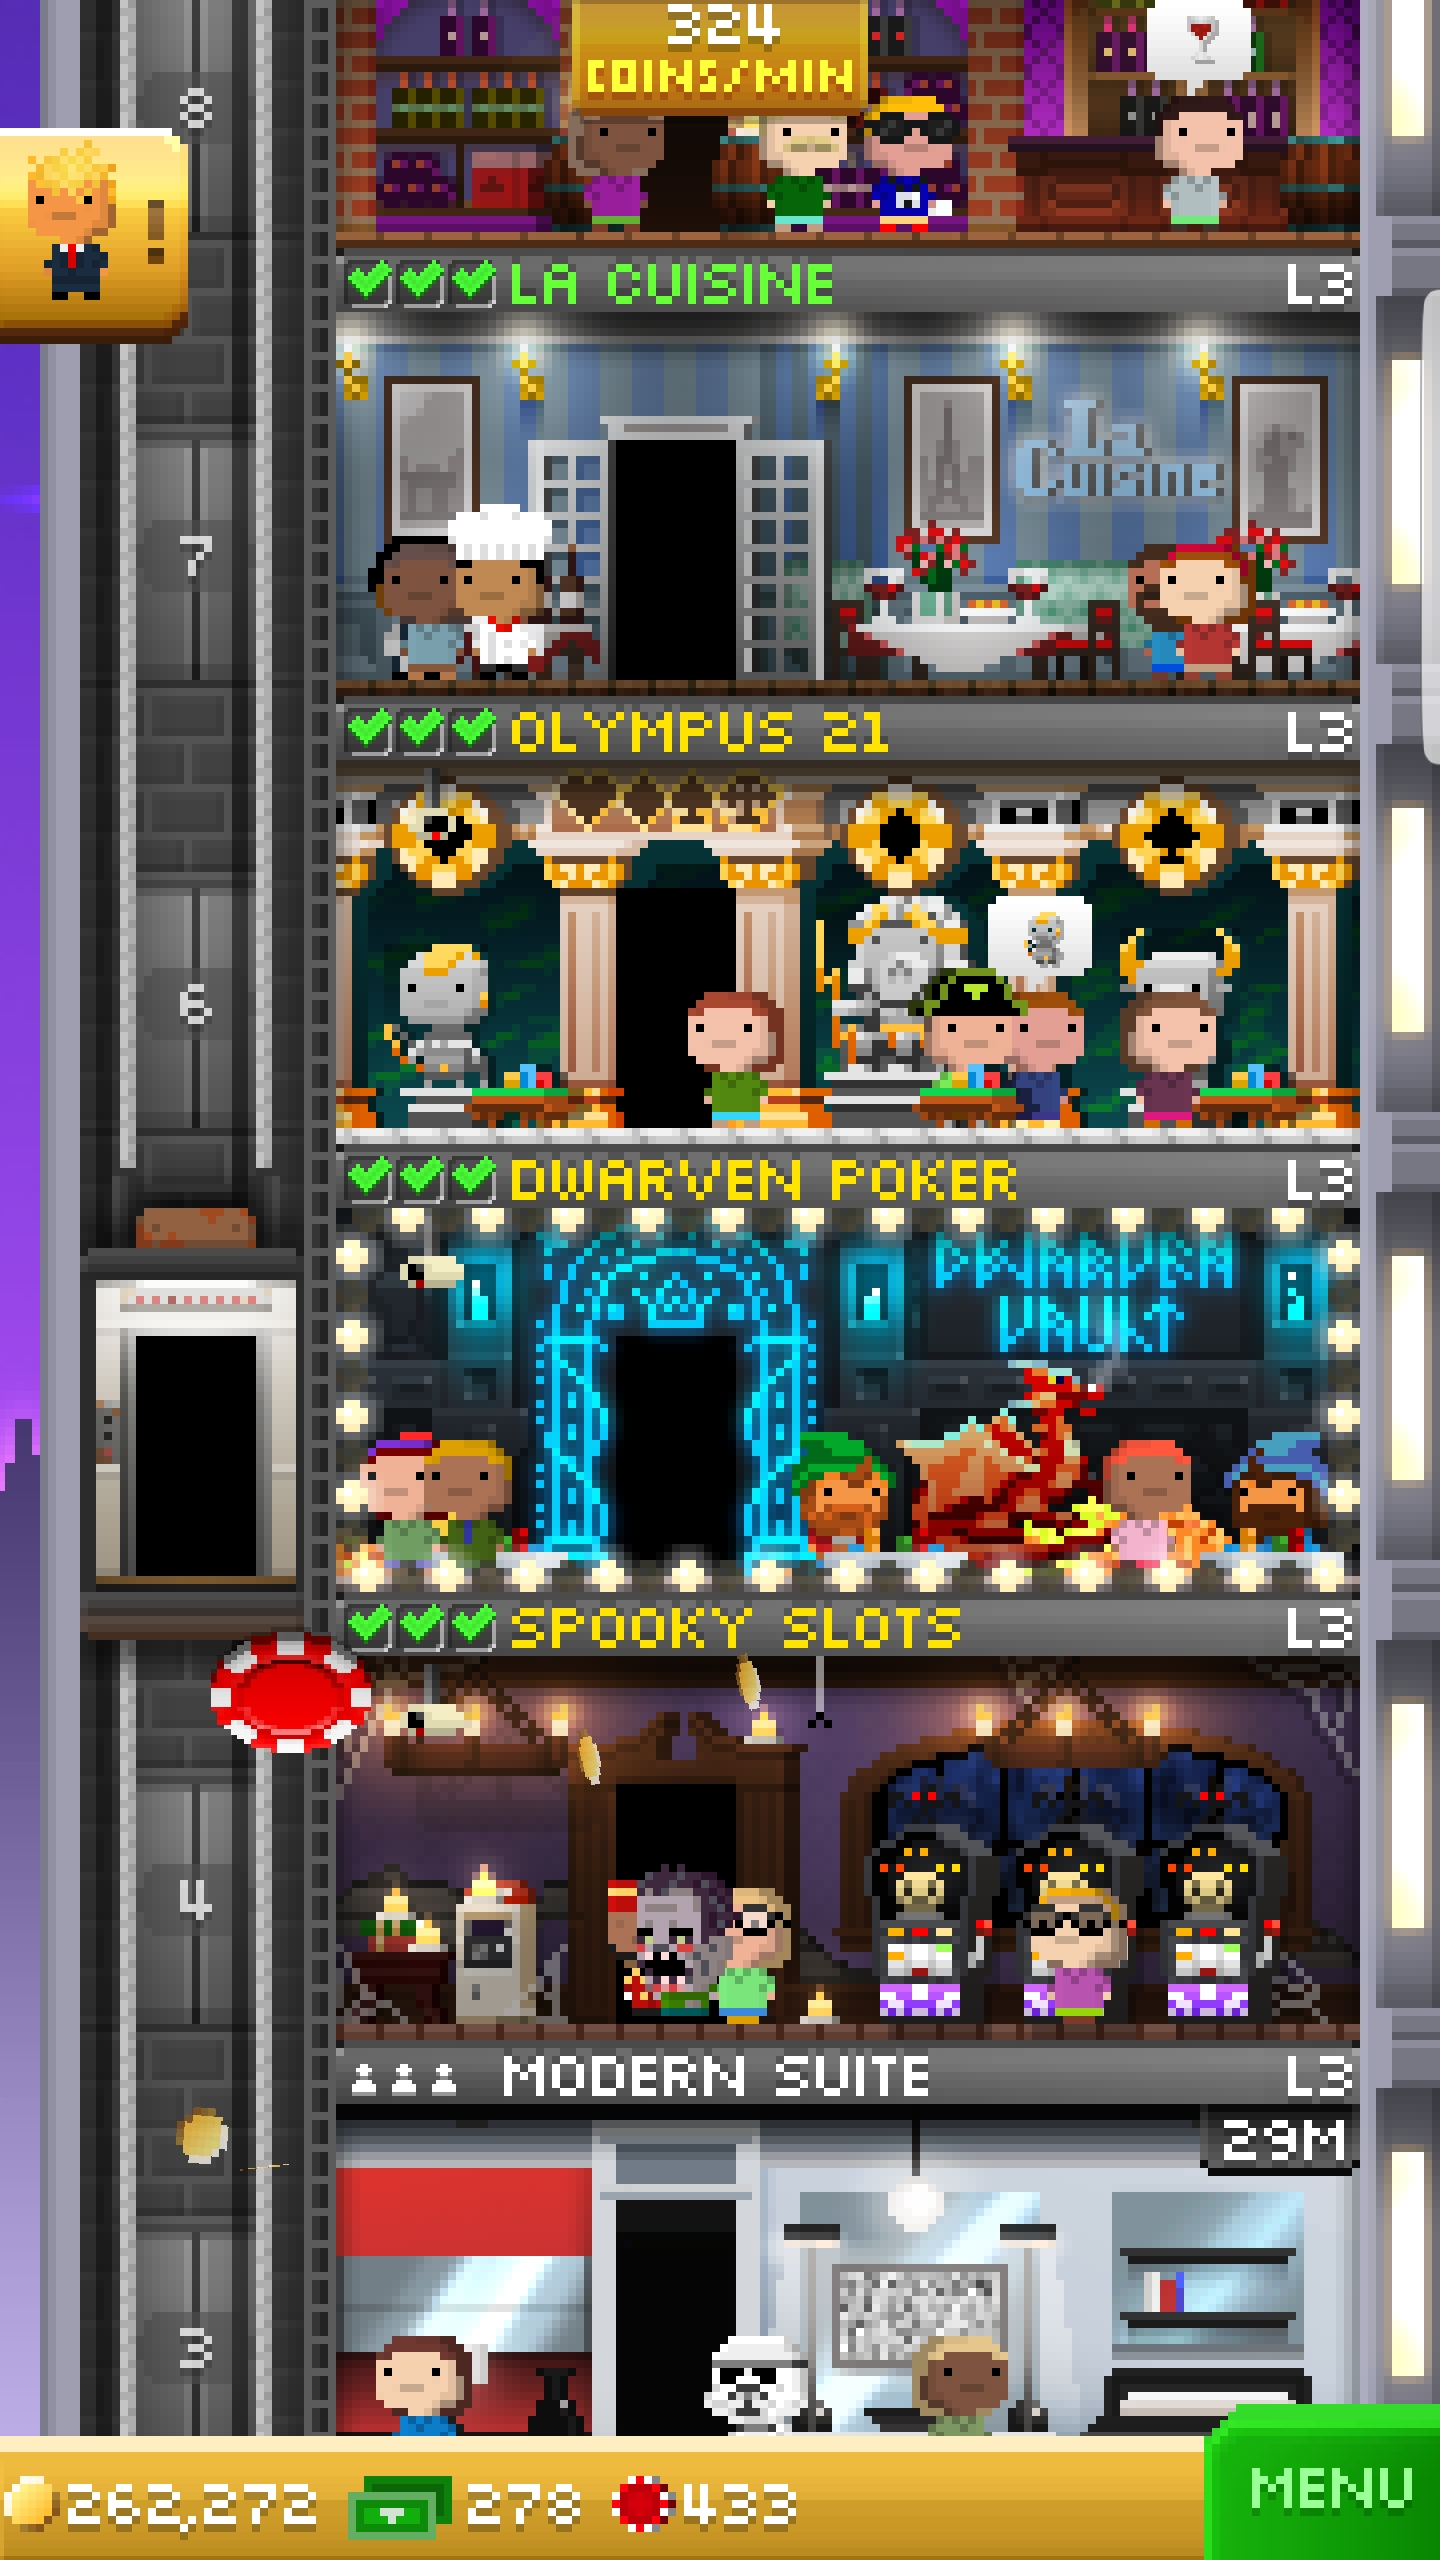 324
COINS/MIN
8
!
LA CUISINE L3
La
Cuisine
7
OLYMPUS 21 L3
6
DWARVEN POKER L3
DWARVEN
VAULT
SPOOKY SLOTS L3
4
MODERN SUITE L3
29M
3
262,272 278 433
MENU